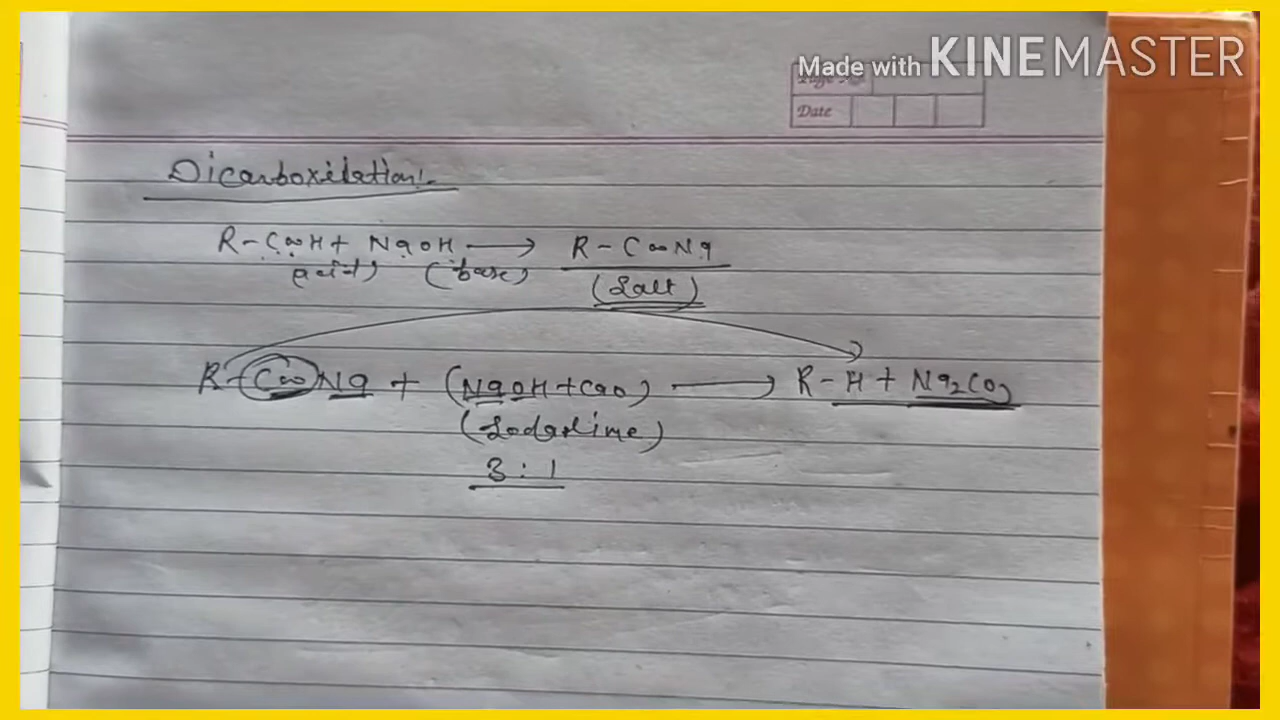 Made with KINEMASTER
Date
Dicarboxilation:-
R-COOH + NaOH ⟶ R-COONa
(acid) (base) (Salt)
R-COONa + (NaOH+CaO) ⟶ R-H + Na2CO3
(Sodalime)
3:1